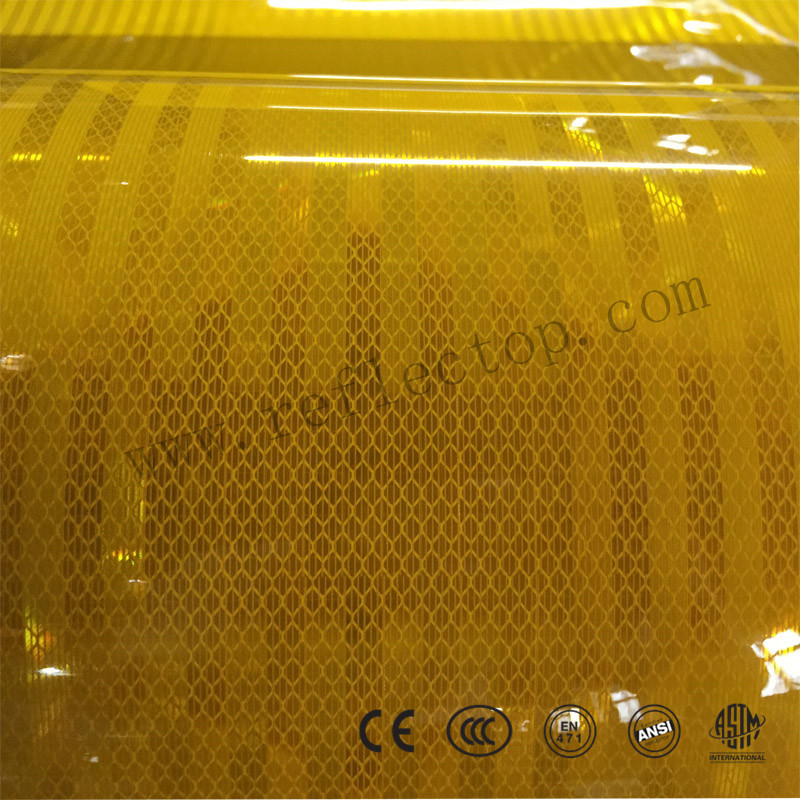 www.reflectop.com
CE
CCC
EN
471
ANSI
ASTM
INTERNATIONAL